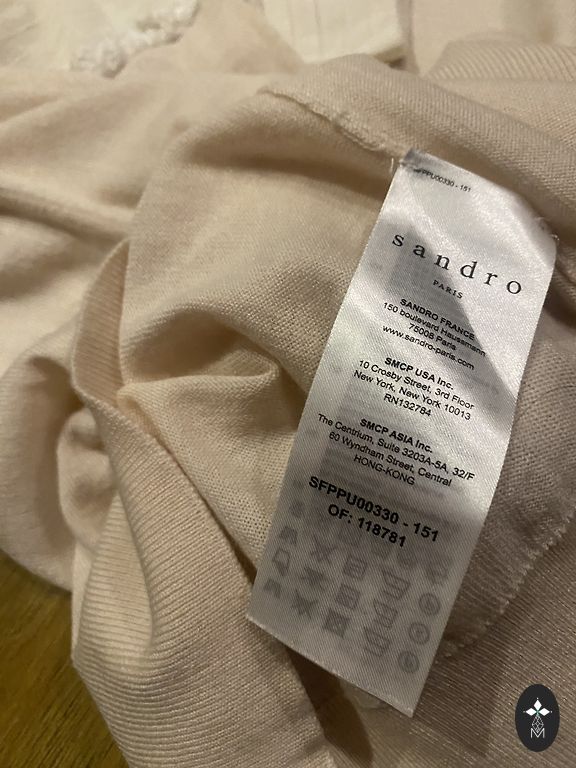 SFPPU00330 - 151
sandro
PARIS
SANDRO FRANCE
150 boulevard Haussmann
75008 Paris
www.sandro-paris.com
SMCP USA Inc.
10 Crosby Street, 3rd Floor
New York, New York 10013
RN132784
SMCP ASIA Inc.
The Centrium, Suite 3203A-5A, 32/F
60 Wyndham Street, Central
HONG-KONG
SFPPU00330 - 151
OF: 118781
M